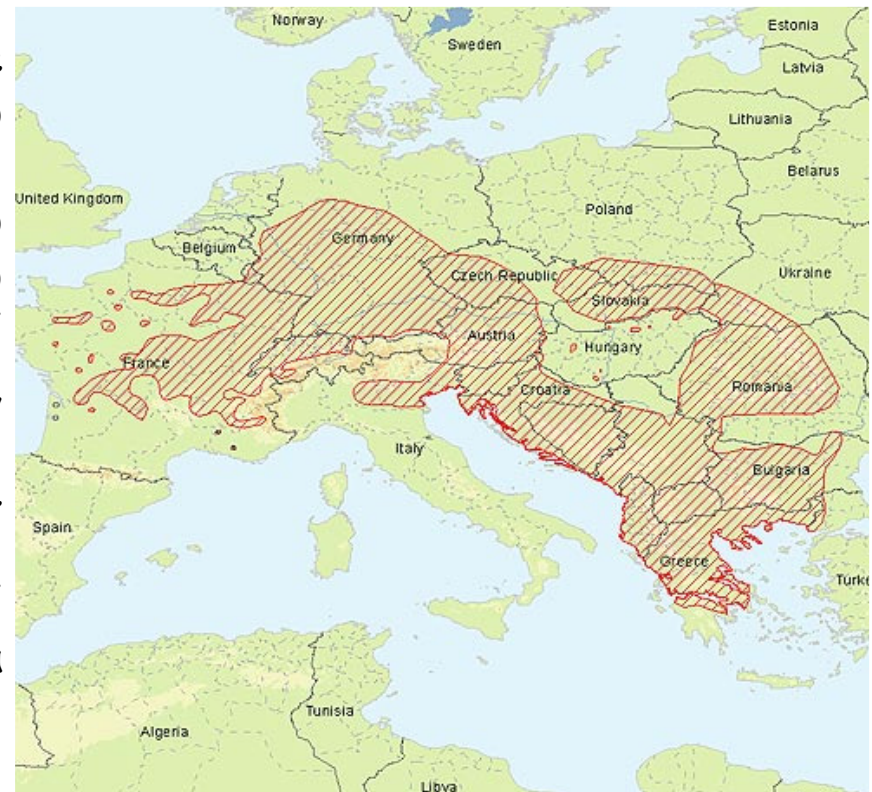 Norway
Estonia
Sweden
Latvia
Lithuania
Belarus
United Kingdom
Poland
Germany
Belgium
Czech Republic
Ukraine
Slovakia
Austria
Hungary
France
Croatia
Romania
Italy
Bulgaria
Spain
Greece
Turke
Tunisia
Algeria
Libya